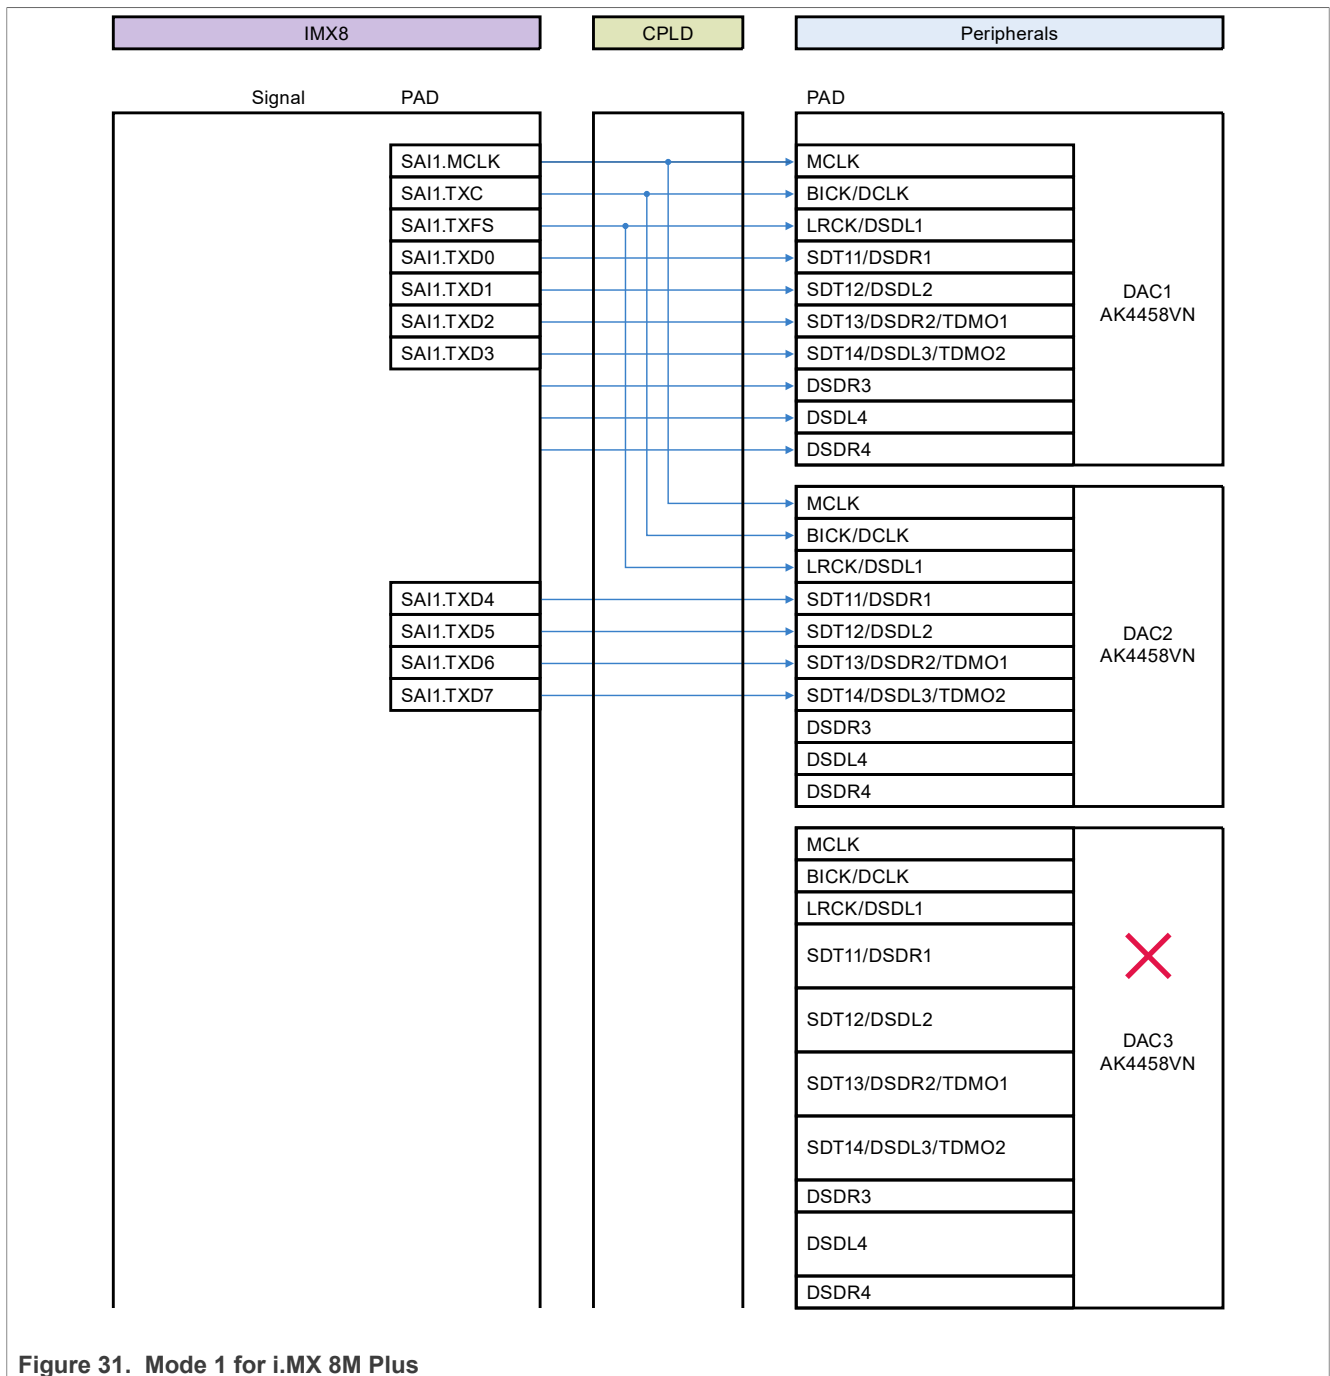 IMX8 CPLD Peripherals
Signal PAD PAD
SAI1.MCLK MCLK
SAI1.TXC BICK/DCLK
SAI1.TXFS LRCK/DSDL1
SAI1.TXD0 SDT11/DSDR1
SAI1.TXD1 SDT12/DSDL2
SAI1.TXD2 SDT13/DSDR2/TDMO1
SAI1.TXD3 SDT14/DSDL3/TDMO2
DSDR3
DSDL4
DSDR4
DAC1
AK4458VN
MCLK
BICK/DCLK
LRCK/DSDL1
SAI1.TXD4 SDT11/DSDR1
SAI1.TXD5 SDT12/DSDL2
SAI1.TXD6 SDT13/DSDR2/TDMO1
SAI1.TXD7 SDT14/DSDL3/TDMO2
DSDR3
DSDL4
DSDR4
DAC2
AK4458VN
MCLK
BICK/DCLK
LRCK/DSDL1
SDT11/DSDR1
SDT12/DSDL2
SDT13/DSDR2/TDMO1
SDT14/DSDL3/TDMO2
DSDR3
DSDL4
DSDR4
DAC3
AK4458VN
Figure 31. Mode 1 for i.MX 8M Plus